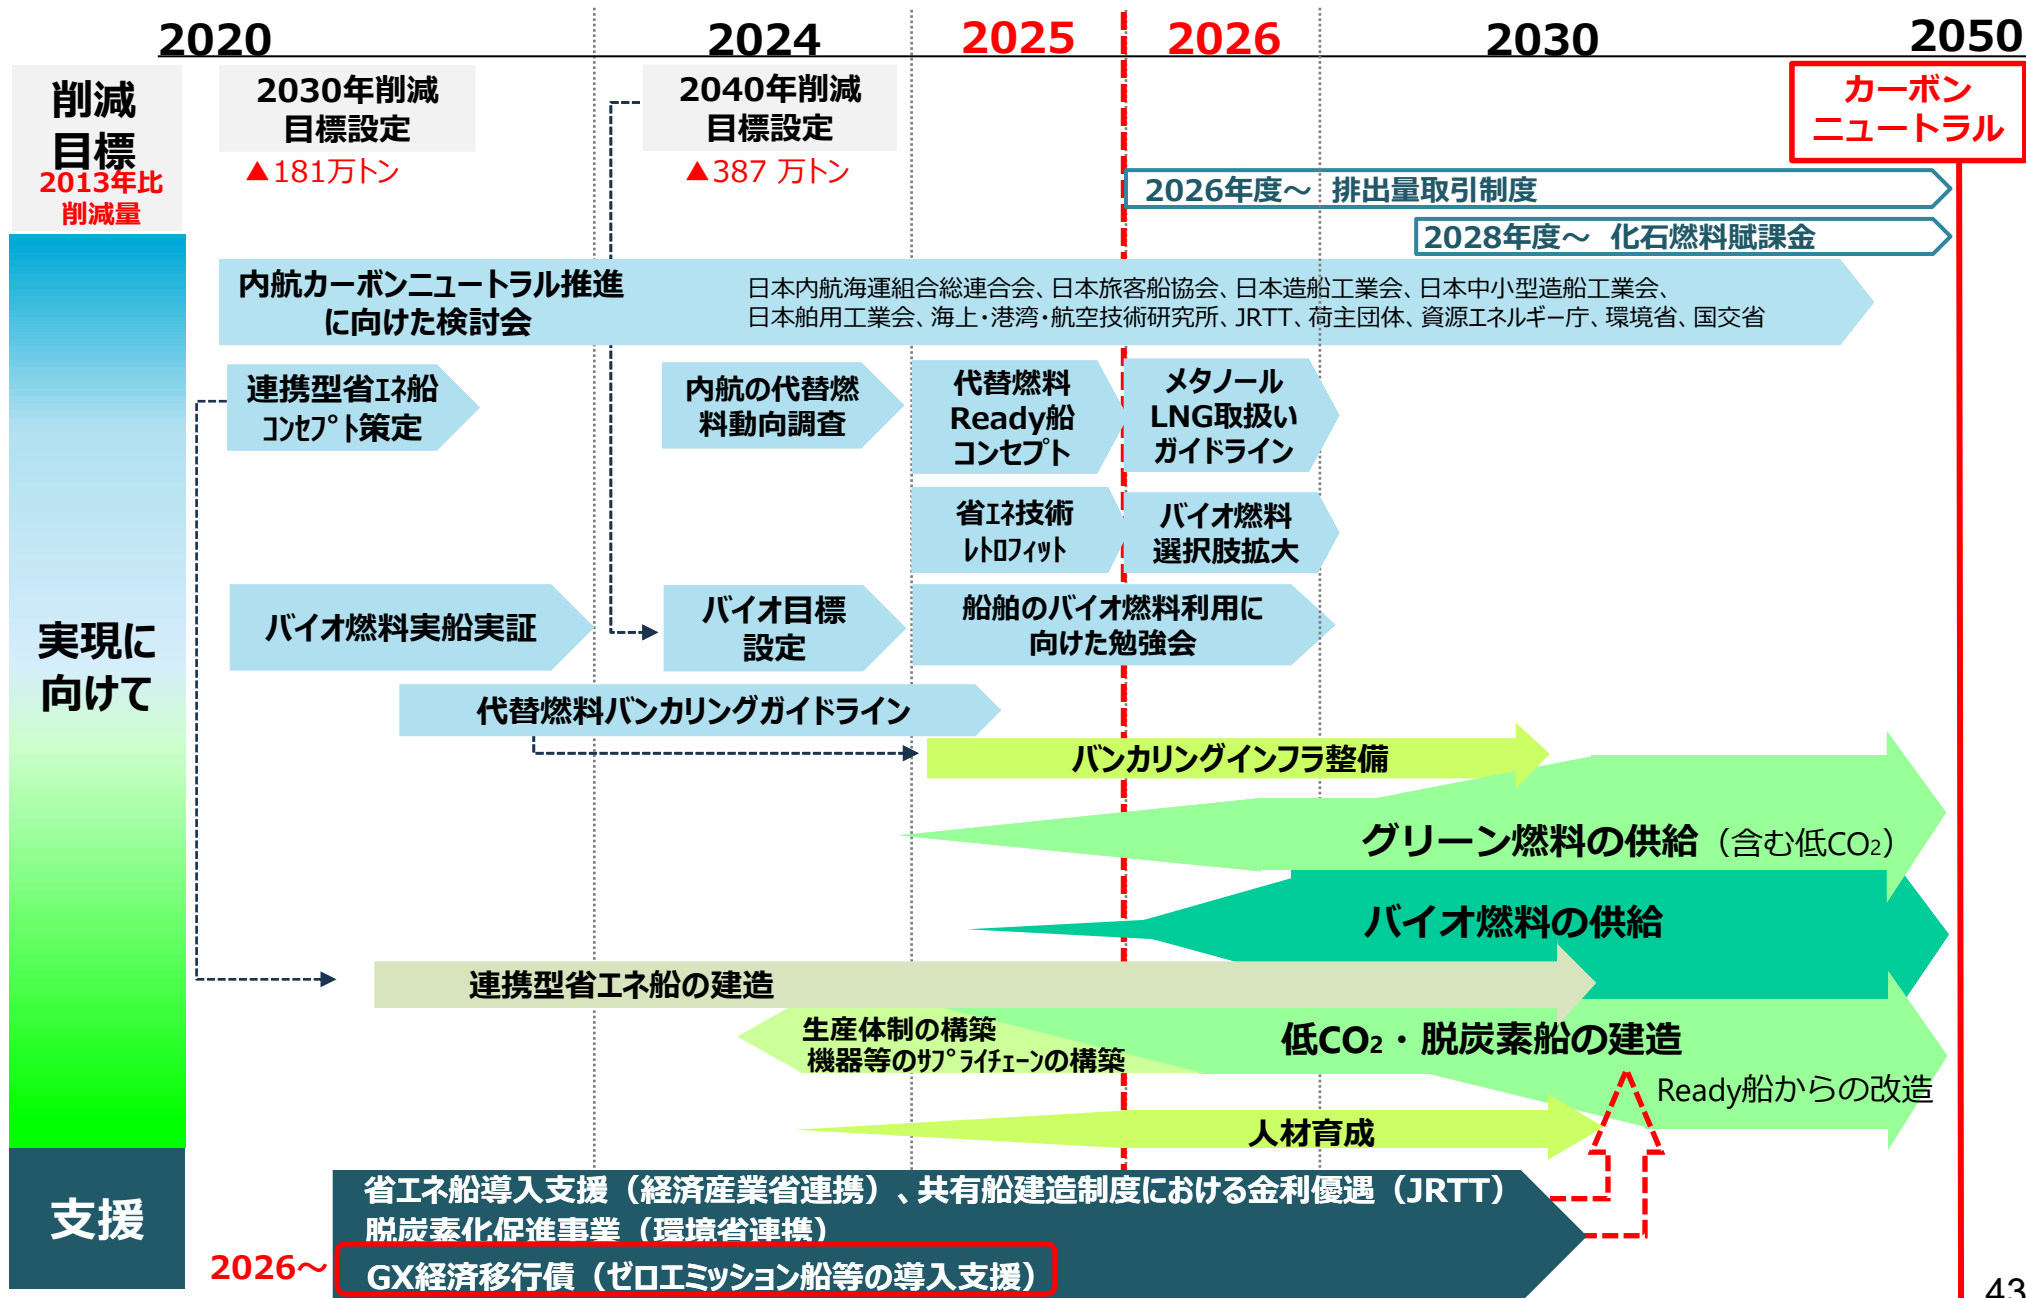 2020
2024
2025
2026
2030
2050
削減
目標
2013年比
削減量
2030年削減
目標設定
▲181万トン
2040年削減
目標設定
▲387 万トン
カーボン
ニュートラル
2026年度～ 排出量取引制度
2028年度～ 化石燃料賦課金
内航カーボンニュートラル推進
に向けた検討会
日本内航海運組合総連合会、日本旅客船協会、日本造船工業会、日本中小型造船工業会、
日本舶用工業会、海上・港湾・航空技術研究所、JRTT、荷主団体、資源エネルギー庁、環境省、国交省
実現に
向けて
連携型省ｴﾈ船
ｺﾝｾﾌﾟﾄ策定
内航の代替燃
料動向調査
代替燃料
Ready船
コンセプト
メタノール
LNG取扱い
ガイドライン
省ｴﾈ技術
ﾚﾄﾛﾌｨｯﾄ
バイオ燃料
選択肢拡大
バイオ燃料実船実証
バイオ目標
設定
船舶のバイオ燃料利用に
向けた勉強会
代替燃料バンカリングガイドライン
バンカリングインフラ整備
グリーン燃料の供給（含む低CO₂）
バイオ燃料の供給
連携型省エネ船の建造
生産体制の構築
機器等のｻﾌﾟﾗｲﾁｪｰﾝの構築
低CO₂・脱炭素船の建造
Ready船からの改造
人材育成
支援
省エネ船導入支援（経済産業省連携）、共有船建造制度における金利優遇（JRTT）
脱炭素化促進事業（環境省連携）
2026～
GX経済移行債（ゼロエミッション船等の導入支援）
43